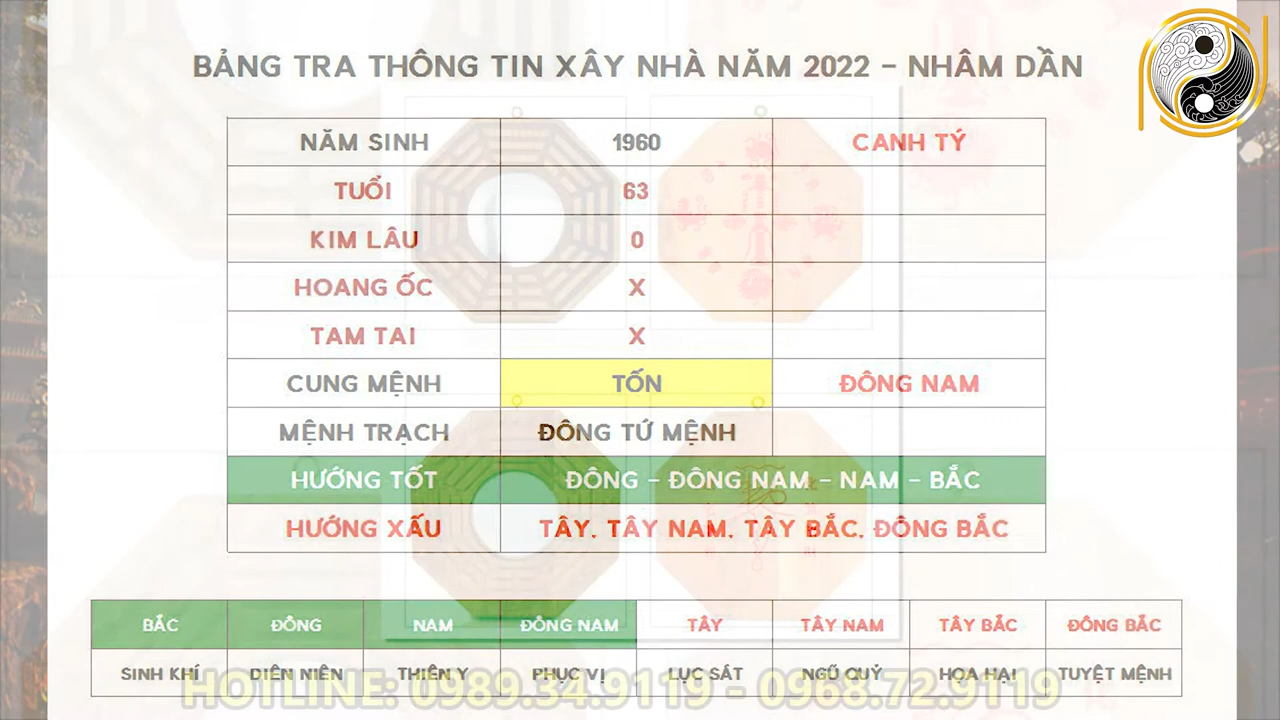 BẢNG TRA THÔNG TIN XÂY NHÀ NĂM 2022 - NHÂM DẦN
NĂM SINH 1960 CANH TÝ
TUỔI 63
KIM LÂU 0
HOANG ỐC X
TAM TAI X
CUNG MỆNH TỐN ĐÔNG NAM
MỆNH TRẠCH ĐÔNG TỨ MỆNH
HƯỚNG TỐT ĐÔNG - ĐÔNG NAM - NAM - BẮC
HƯỚNG XẤU TÂY, TÂY NAM, TÂY BẮC, ĐÔNG BẮC
BẮC ĐÔNG NAM ĐÔNG NAM TÂY TÂY NAM TÂY BẮC ĐÔNG BẮC
SINH KHÍ DIÊN NIÊN THIÊN Y PHỤC VỊ LỤC SÁT NGŨ QUỶ HỌA HẠI TUYỆT MỆNH
HOTLINE: 0989.34.9119 - 0968.72.9119